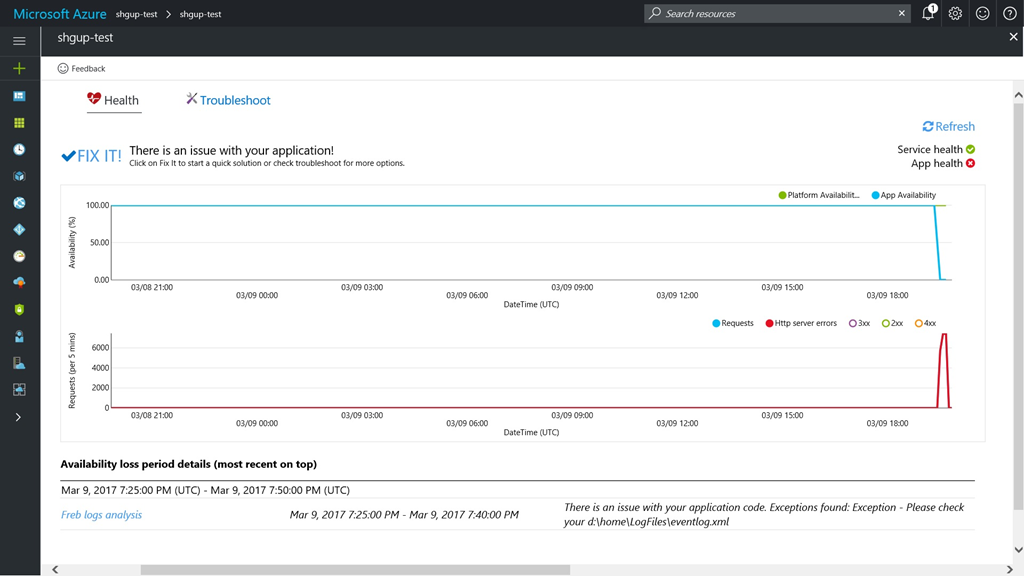 Microsoft Azure shgup-test > shgup-test
Search resources
1
shgup-test
Feedback
Health Troubleshoot
Refresh
FIX IT!
There is an issue with your application!
Click on Fix It to start a quick solution or check troubleshoot for more options.
Service health
App health
Platform Availabilit... App Availability
Availability (%)
100.00
50.00
0.00
03/08 21:00 03/09 00:00 03/09 03:00 03/09 06:00 03/09 09:00 03/09 12:00 03/09 15:00 03/09 18:00
DateTime (UTC)
Requests Http server errors 3xx 2xx 4xx
Requests (per 5 mins)
6000
4000
2000
0
03/08 21:00 03/09 00:00 03/09 03:00 03/09 06:00 03/09 09:00 03/09 12:00 03/09 15:00 03/09 18:00
DateTime (UTC)
Availability loss period details (most recent on top)
Mar 9, 2017 7:25:00 PM (UTC) - Mar 9, 2017 7:50:00 PM (UTC)
Freb logs analysis
Mar 9, 2017 7:25:00 PM - Mar 9, 2017 7:40:00 PM
There is an issue with your application code. Exceptions found: Exception - Please check
your d:\home\LogFiles\eventlog.xml